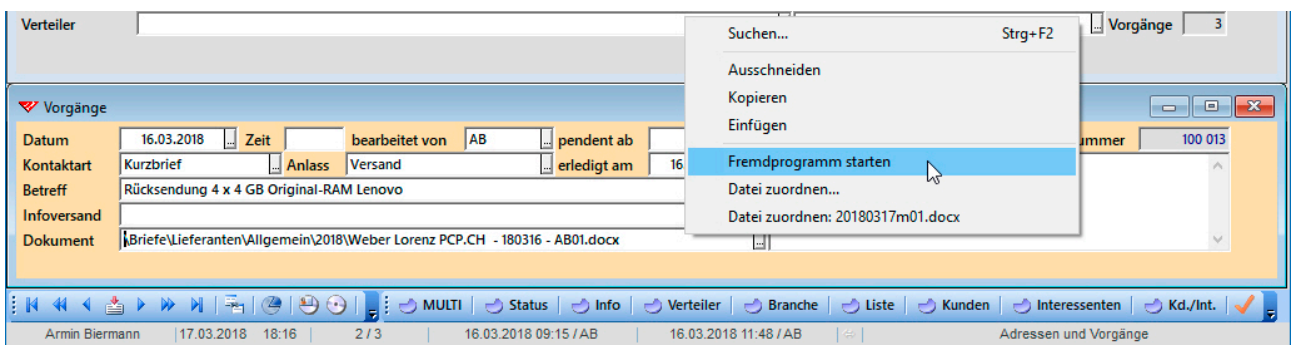 Verteiler ... ... Vorgänge 3
Suchen... Strg+F2
Ausschneiden
Kopieren
Einfügen
Fremdprogramm starten
Datei zuordnen...
Datei zuordnen: 20180317m01.docx
Vorgänge
Datum 16.03.2018 ... Zeit bearbeitet von AB ... pendent ab ummer 100 013
Kontaktart Kurzbrief ... Anlass Versand ... erledigt am 16.
Betreff Rücksendung 4 x 4 GB Original-RAM Lenovo
Infoversand
Dokument .\Briefe\Lieferanten\Allgemein\2018\Weber Lorenz PCP.CH - 180316 - AB01.docx ...
MULTI Status Info Verteiler Branche Liste Kunden Interessenten Kd./Int.
Armin Biermann 17.03.2018 18:16 2 / 3 16.03.2018 09:15 / AB 16.03.2018 11:48 / AB Adressen und Vorgänge